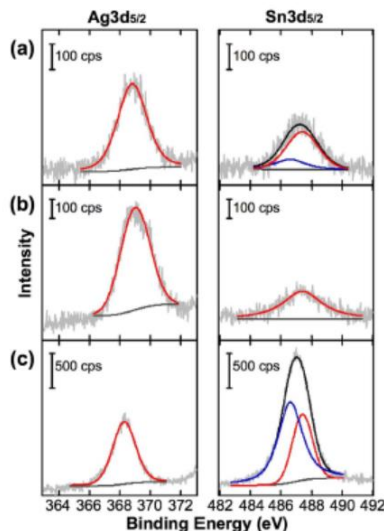 Ag3d5/2 Sn3d5/2
(a) 100 cps 100 cps
(b) 100 cps 100 cps
Intensity
(c) 500 cps 500 cps
364 366 368 370 372 482 484 486 488 490 492
Binding Energy (eV)